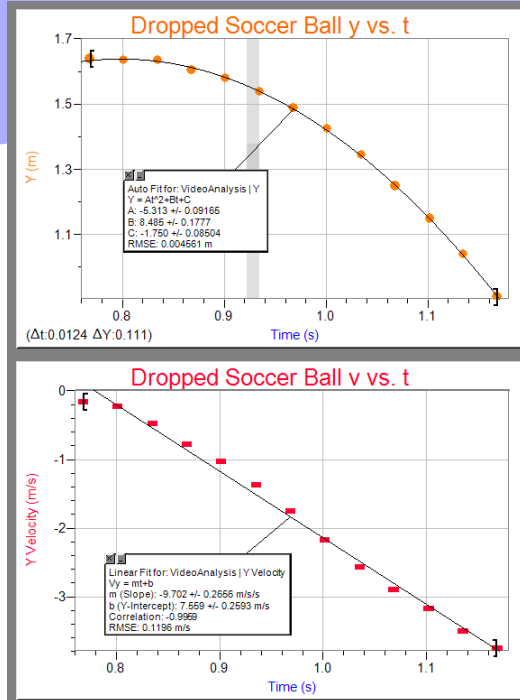 Dropped Soccer Ball y vs. t
1.7
1.5
1.3
1.1
Y (m)
Auto Fit for: VideoAnalysis | Y
Y = At^2+Bt+C
A: -5.313 +/- 0.09165
B: 8.485 +/- 0.1777
C: -1.750 +/- 0.08504
RMSE: 0.004561 m
0.8
0.9
1.0
1.1
(Δt:0.0124 ΔY:0.111)
Time (s)
Dropped Soccer Ball v vs. t
0
-1
-2
-3
Y Velocity (m/s)
Linear Fit for: VideoAnalysis | Y Velocity
Vy = mt+b
m (Slope): -9.702 +/- 0.2656 m/s/s
b (Y-Intercept): 7.559 +/- 0.2593 m/s
Correlation: -0.9959
RMSE: 0.1196 m/s
0.8
0.9
1.0
1.1
Time (s)